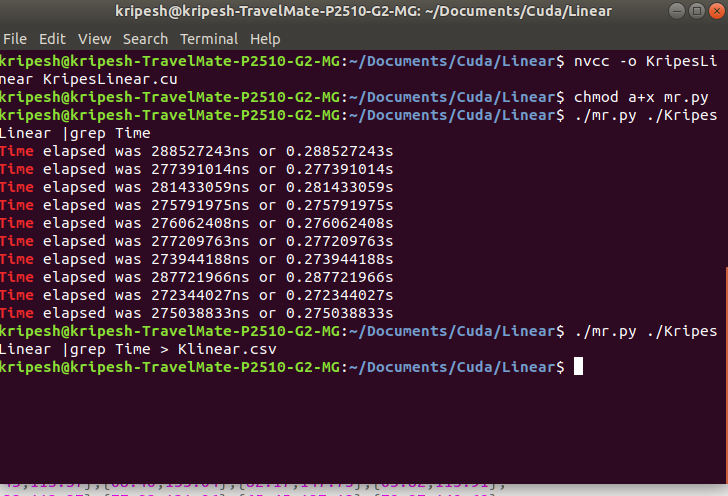 kripesh@kripesh-TravelMate-P2510-G2-MG: ~/Documents/Cuda/Linear
File Edit View Search Terminal Help
kripesh@kripesh-TravelMate-P2510-G2-MG:~/Documents/Cuda/Linear$ nvcc -o KripesLi
near KripesLinear.cu
kripesh@kripesh-TravelMate-P2510-G2-MG:~/Documents/Cuda/Linear$ chmod a+x mr.py
kripesh@kripesh-TravelMate-P2510-G2-MG:~/Documents/Cuda/Linear$ ./mr.py ./Kripes
Linear |grep Time
Time elapsed was 288527243ns or 0.288527243s
Time elapsed was 277391014ns or 0.277391014s
Time elapsed was 281433059ns or 0.281433059s
Time elapsed was 275791975ns or 0.275791975s
Time elapsed was 276062408ns or 0.276062408s
Time elapsed was 277209763ns or 0.277209763s
Time elapsed was 273944188ns or 0.273944188s
Time elapsed was 287721966ns or 0.287721966s
Time elapsed was 272344027ns or 0.272344027s
Time elapsed was 275038833ns or 0.275038833s
kripesh@kripesh-TravelMate-P2510-G2-MG:~/Documents/Cuda/Linear$ ./mr.py ./Kripes
Linear |grep Time > Klinear.csv
kripesh@kripesh-TravelMate-P2510-G2-MG:~/Documents/Cuda/Linear$